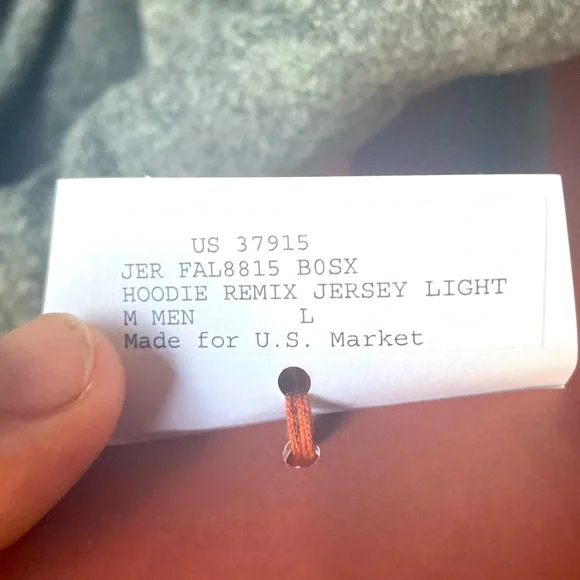 US 37915
JER FAL8815 B0SX
HOODIE REMIX JERSEY LIGHT
M MEN L
Made for U.S. Market